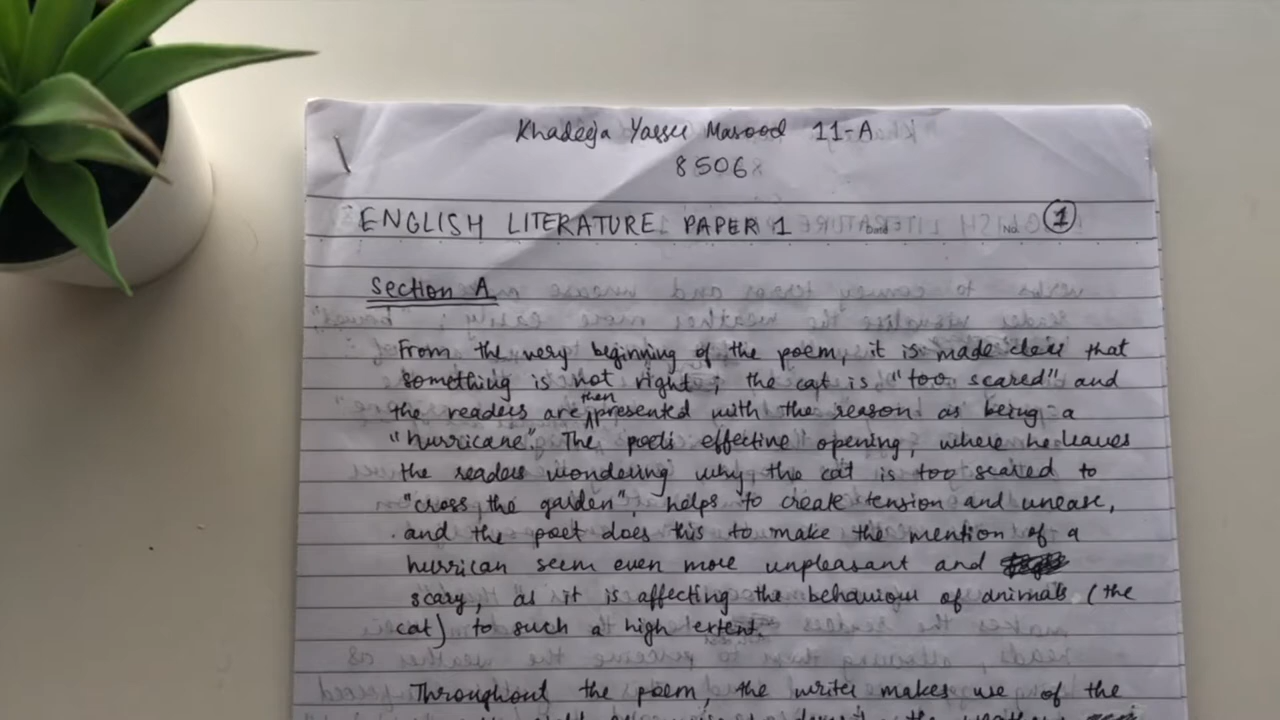 Khadeeja Yasser Masood 11-A
8506
ENGLISH LITERATURE PAPER 1 ①
Section A
From the very beginning of the poem, it is made clear that
something is not right; the cat is "too scared" and
the readers are then presented with the reason as being a
"hurricane". The poet's effective opening, where he leaves
the readers wondering why the cat is too scared to
"cross the garden", helps to create tension and unease,
and the poet does this to make the mention of a
hurrican seem even more unpleasant and
scary, as it is affecting the behaviour of animals (the
cat) to such a high extent.
Throughout the poem, the writer makes use of the